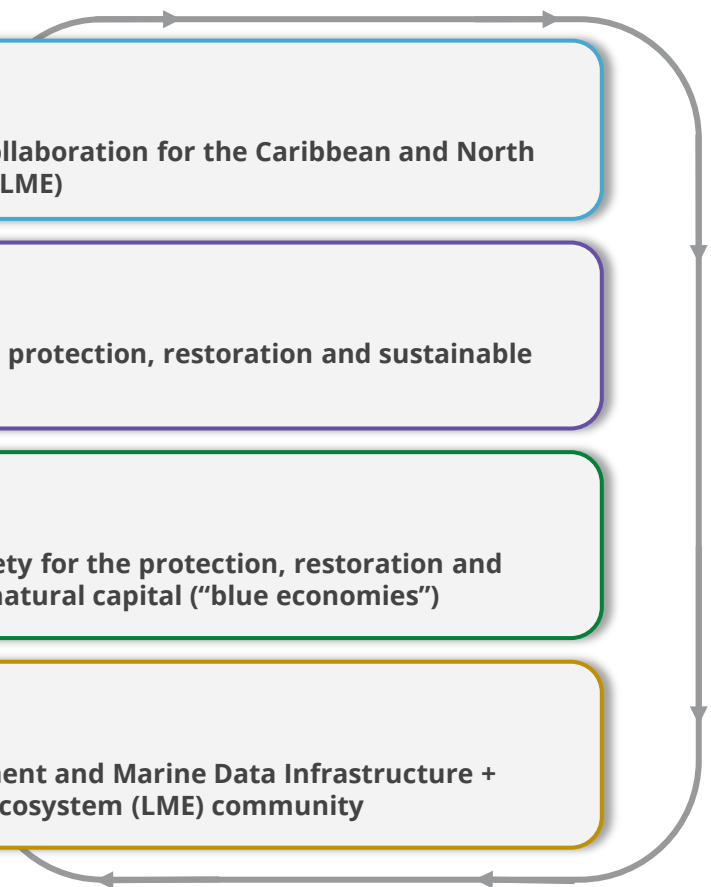 ollaboration for the Caribbean and North
LME)
protection, restoration and sustainable
ety for the protection, restoration and
natural capital (“blue economies”)
ent and Marine Data Infrastructure +
cosystem (LME) community